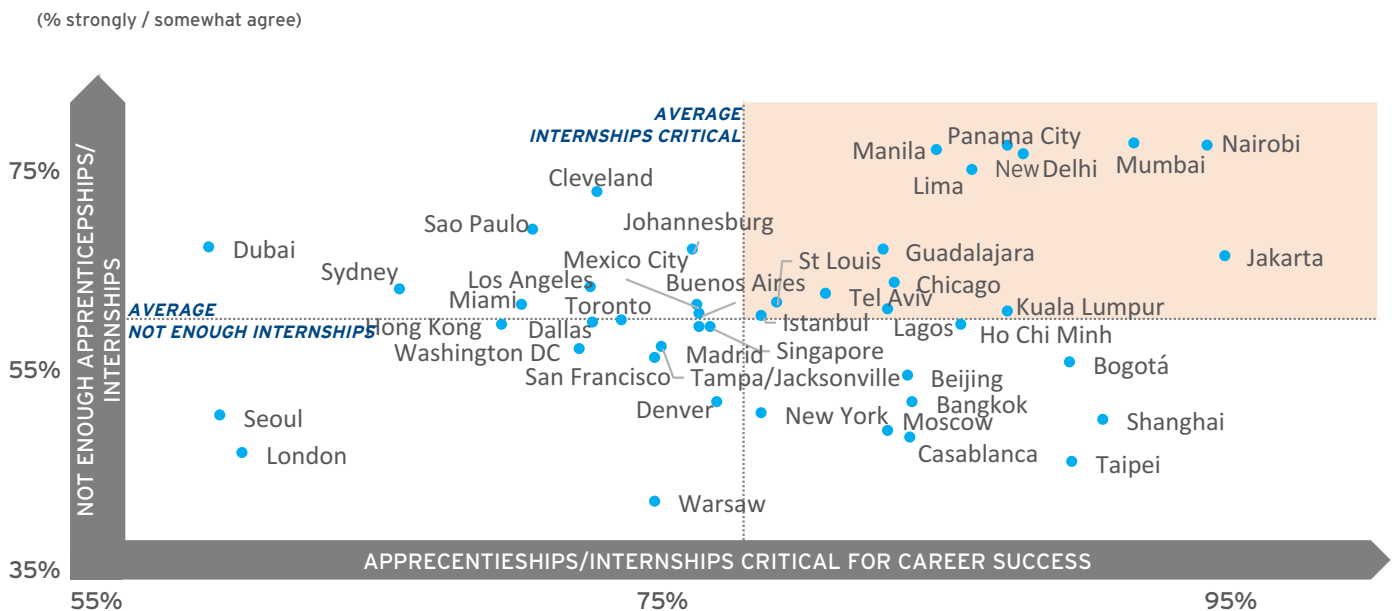 (% strongly / somewhat agree)
AVERAGE
INTERNSHIPS CRITICAL
Panama City
Nairobi
Manila
75%
New Delhi
Mumbai
Cleveland
Lima
Sao Paulo
Johannesburg
Dubai
Mexico City
St Louis
Guadalajara
Jakarta
Sydney
Los Angeles
Buenos Aires
Chicago
Miami
Toronto
Tel Aviv
Kuala Lumpur
AVERAGE
NOT ENOUGH INTERNSHIPS
Hong Kong
Dallas
Istanbul
Lagos
Ho Chi Minh
Washington DC
Madrid
Singapore
55%
San Francisco
Tampa/Jacksonville
Beijing
Bogotá
Denver
New York
Bangkok
Seoul
Moscow
Shanghai
London
Casablanca
Taipei
Warsaw
NOT ENOUGH APPRENTICEPSHIPS/
INTERNSHIPS
APPRECENTIESHIPS/INTERNSHIPS CRITICAL FOR CAREER SUCCESS
35%
55%
75%
95%